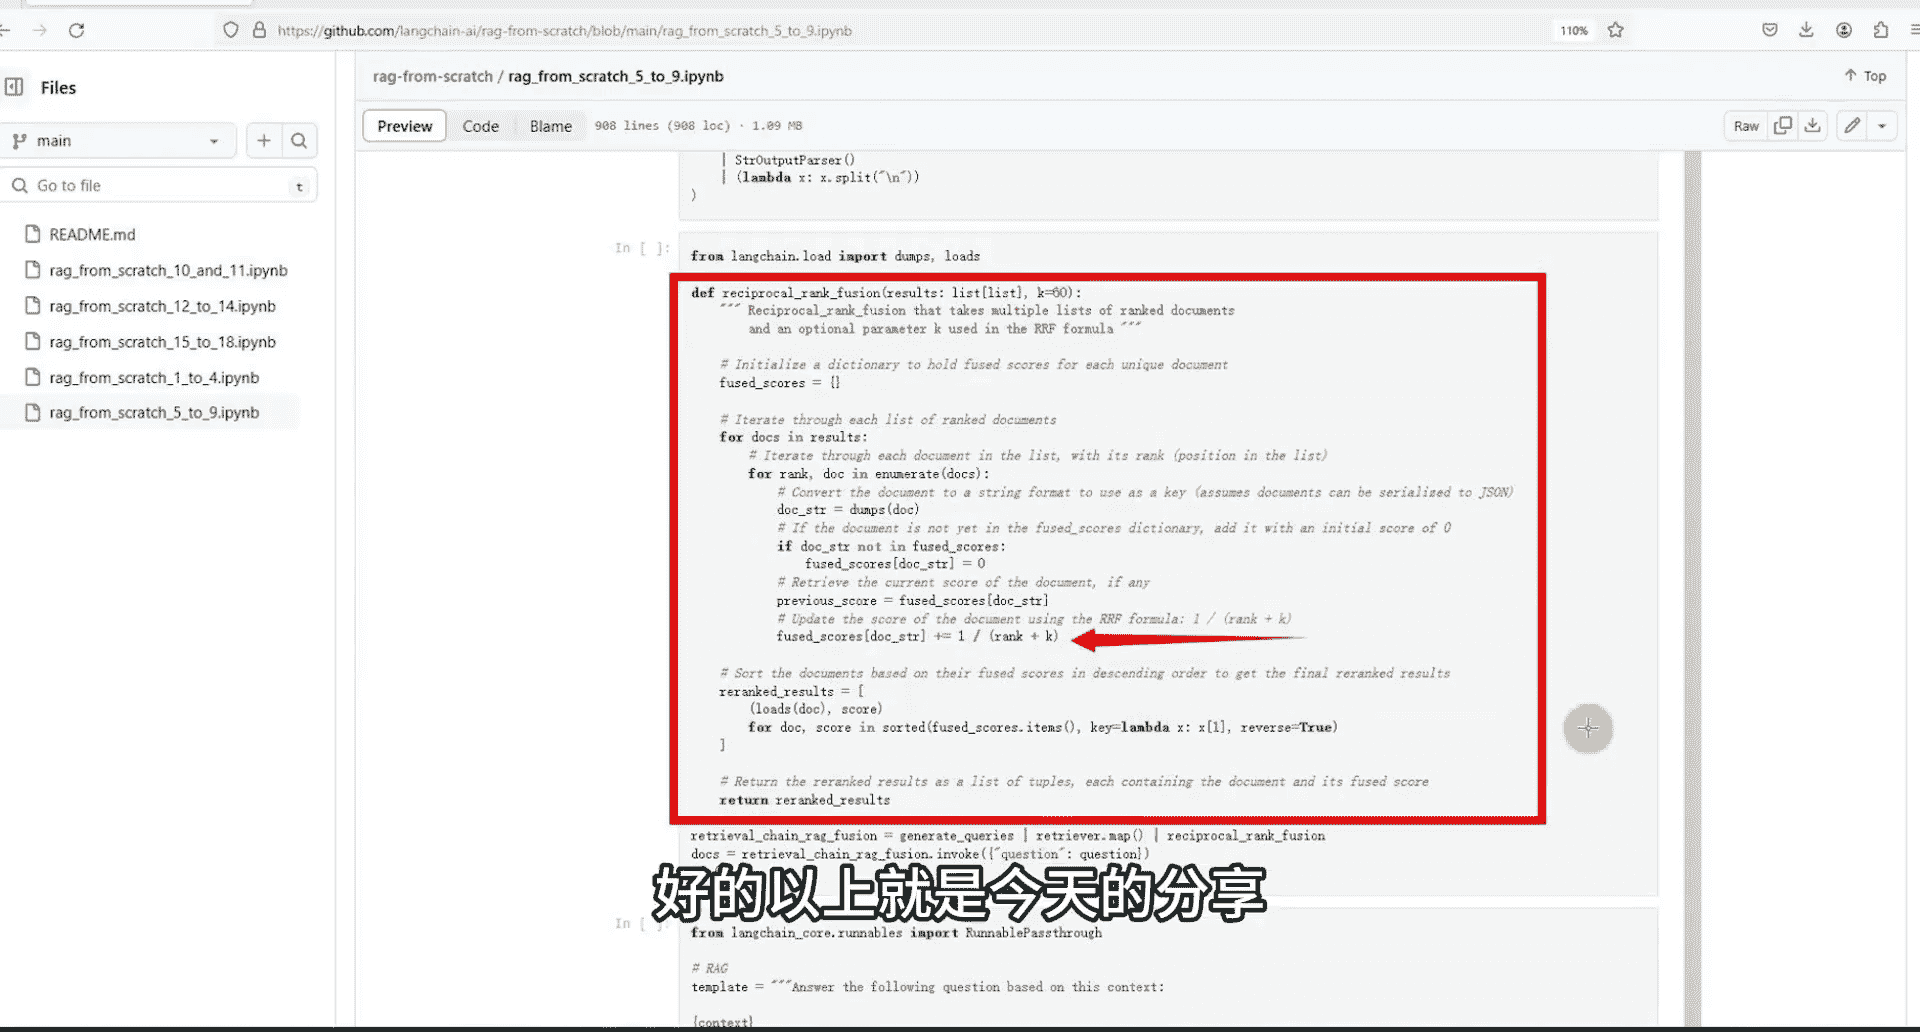 https://github.com/langchain-ai/rag-from-scratch/blob/main/rag_from_scratch_5_to_9.ipynb
110%
Files
main
Go to file
t
README.md
rag_from_scratch_10_and_11.ipynb
rag_from_scratch_12_to_14.ipynb
rag_from_scratch_15_to_18.ipynb
rag_from_scratch_1_to_4.ipynb
rag_from_scratch_5_to_9.ipynb
rag-from-scratch / rag_from_scratch_5_to_9.ipynb
Top
Preview Code Blame 908 lines (908 loc) · 1.09 MB
Raw
| StrOutputParser()
| (lambda x: x.split("\n"))
)
In [ ]:
from langchain.load import dumps, loads
def reciprocal_rank_fusion(results: list[list], k=60):
""" Reciprocal_rank_fusion that takes multiple lists of ranked documents
and an optional parameter k used in the RRF formula """
# Initialize a dictionary to hold fused scores for each unique document
fused_scores = {}
# Iterate through each list of ranked documents
for docs in results:
# Iterate through each document in the list, with its rank (position in the list)
for rank, doc in enumerate(docs):
# Convert the document to a string format to use as a key (assumes documents can be serialized to JSON)
doc_str = dumps(doc)
# If the document is not yet in the fused_scores dictionary, add it with an initial score of 0
if doc_str not in fused_scores:
fused_scores[doc_str] = 0
# Retrieve the current score of the document, if any
previous_score = fused_scores[doc_str]
# Update the score of the document using the RRF formula: 1 / (rank + k)
fused_scores[doc_str] += 1 / (rank + k)
# Sort the documents based on their fused scores in descending order to get the final reranked results
reranked_results = [
(loads(doc), score)
for doc, score in sorted(fused_scores.items(), key=lambda x: x[1], reverse=True)
]
# Return the reranked results as a list of tuples, each containing the document and its fused score
return reranked_results
retrieval_chain_rag_fusion = generate_queries | retriever.map() | reciprocal_rank_fusion
docs = retrieval_chain_rag_fusion.invoke({"question": question})
好的以上就是今天的分享
In [ ]:
from langchain_core.runnables import RunnablePassthrough
# RAG
template = """Answer the following question based on this context:
{context}